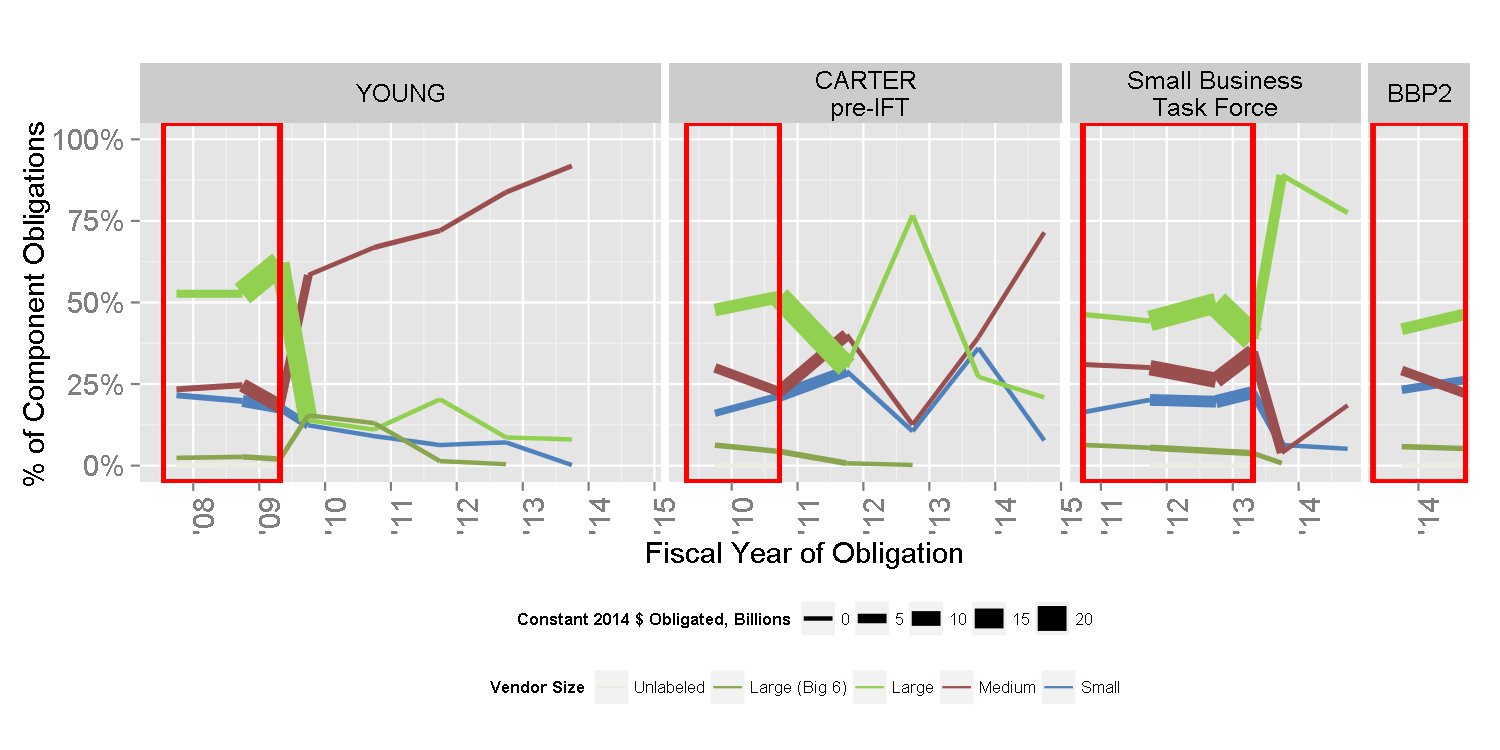 YOUNG
CARTER
pre-IFT
Small Business
Task Force
BBP2
% of Component Obligations
100%
75%
50%
25%
0%
'08 '09 '10 '11 '12 '13 '14 '15
'10 '11 '12 '13 '14 '15
'11 '12 '13 '14
'14
Fiscal Year of Obligation
Constant 2014 $ Obligated, Billions 0 5 10 15 20
Vendor Size Unlabeled Large (Big 6) Large Medium Small